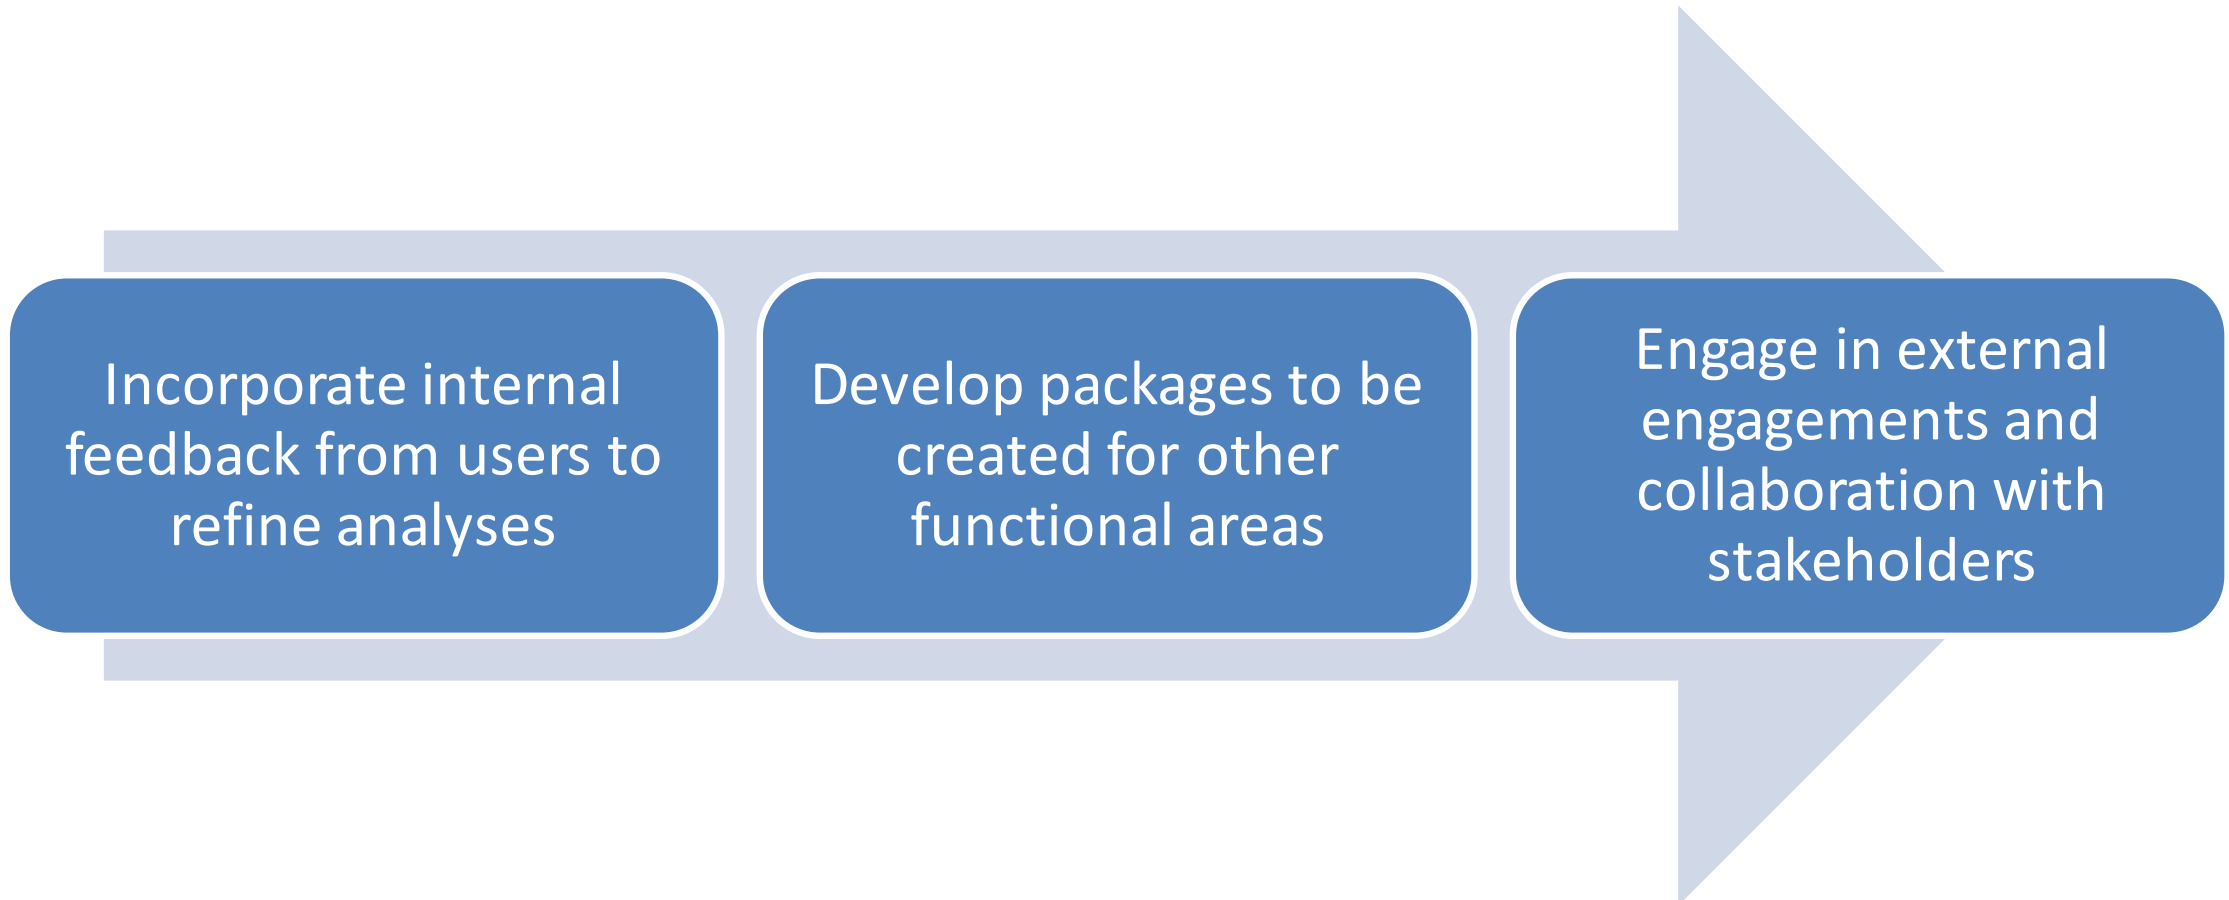 Incorporate internal
feedback from users to
refine analyses
Develop packages to be
created for other
functional areas
Engage in external
engagements and
collaboration with
stakeholders